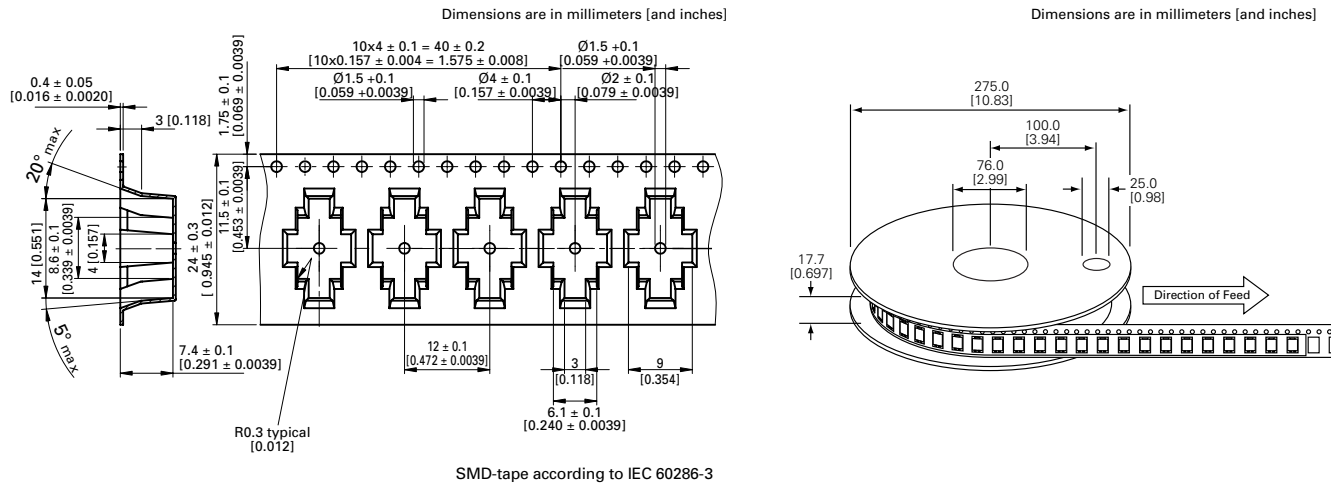 Dimensions are in millimeters [and inches]
10x4 ± 0.1 = 40 ± 0.2
[10x0.157 ± 0.004 = 1.575 ± 0.008]
Ø1.5 +0.1
[0.059 +0.0039]
Ø1.5 +0.1
[0.059 +0.0039]
Ø4 ± 0.1
[0.157 ± 0.0039]
Ø2 ± 0.1
[0.079 ± 0.0039]
0.4 ± 0.05
[0.016 ± 0.0020]
3 [0.118]
1.75 ± 0.1
[0.069 ± 0.0039]
20° max
14 [0.551]
8.6 ± 0.1
[0.339 ± 0.0039]
4 [0.157]
24 ± 0.3
[ 0.945 ± 0.012]
11.5 ± 0.1
[0.453 ± 0.0039]
5° max
7.4 ± 0.1
[0.291 ± 0.0039]
12 ± 0.1
[0.472 ± 0.0039]
3
[0.118]
9
[0.354]
6.1 ± 0.1
[0.240 ± 0.0039]
R0.3 typical
[0.012]
SMD-tape according to IEC 60286-3
Dimensions are in millimeters [and inches]
275.0
[10.83]
100.0
[3.94]
76.0
[2.99]
25.0
[0.98]
17.7
[0.697]
Direction of Feed